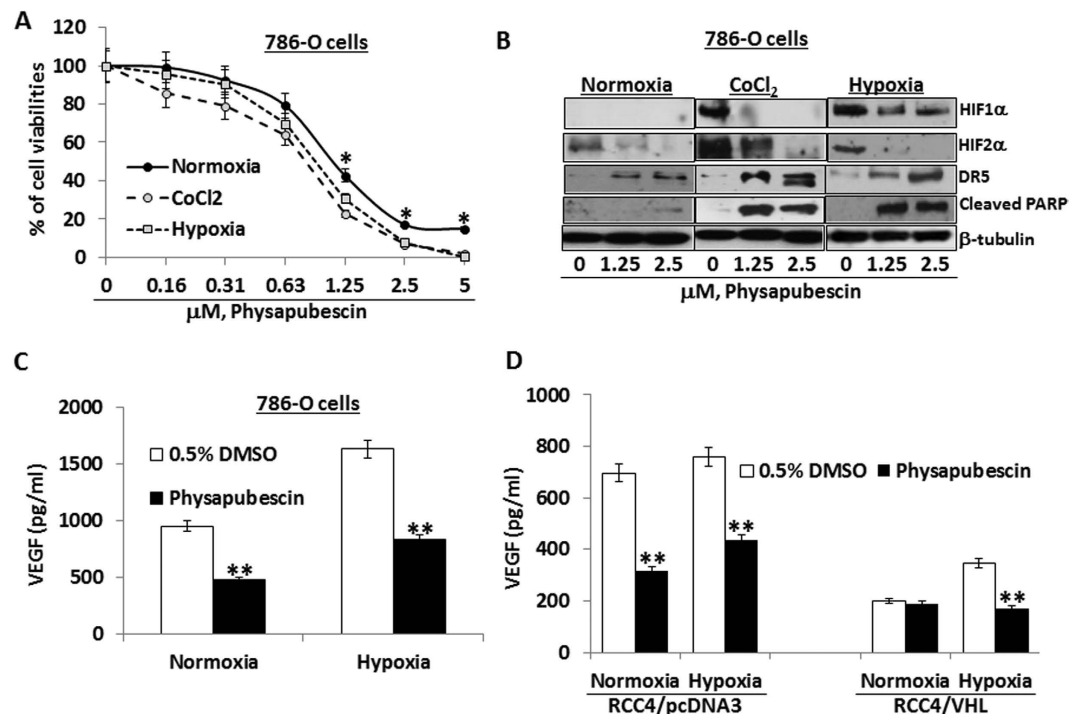 A
786-O cells
% of cell viabilities
120
100
80
60
40
20
0
Normoxia
CoCl2
Hypoxia
*
*
*
0 0.16 0.31 0.63 1.25 2.5 5
μM, Physapubescin
B
786-O cells
Normoxia CoCl2 Hypoxia
HIF1α
HIF2α
DR5
Cleaved PARP
β-tubulin
0 1.25 2.5 0 1.25 2.5 0 1.25 2.5
μM, Physapubescin
C
786-O cells
VEGF (pg/ml)
2000
1500
1000
500
0
0.5% DMSO
Physapubescin
**
**
Normoxia Hypoxia
D
VEGF (pg/ml)
1000
800
600
400
200
0
0.5% DMSO Physapubescin
**
**
**
Normoxia Hypoxia Normoxia Hypoxia
RCC4/pcDNA3 RCC4/VHL